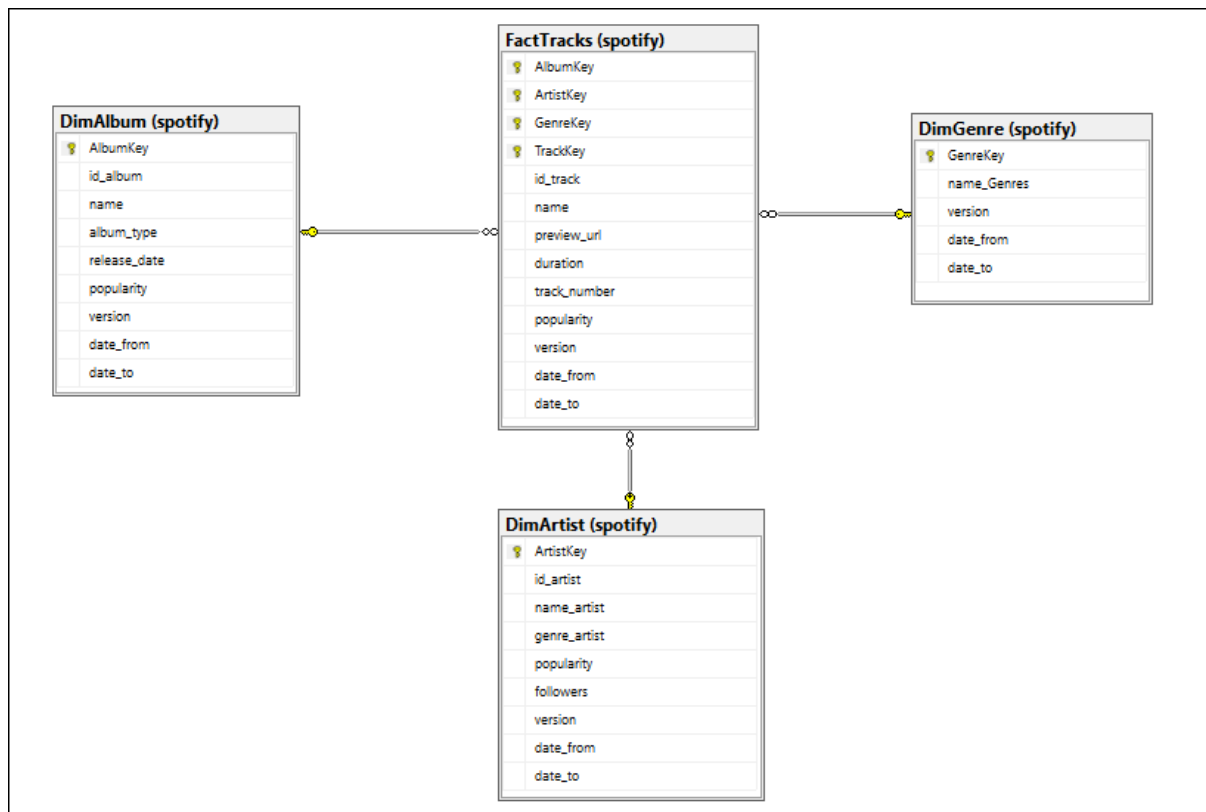 FactTracks (spotify)
AlbumKey
ArtistKey
GenreKey
TrackKey
id_track
name
preview_url
duration
track_number
popularity
version
date_from
date_to
DimAlbum (spotify)
AlbumKey
id_album
name
album_type
release_date
popularity
version
date_from
date_to
DimGenre (spotify)
GenreKey
name_Genres
version
date_from
date_to
DimArtist (spotify)
ArtistKey
id_artist
name_artist
genre_artist
popularity
followers
version
date_from
date_to